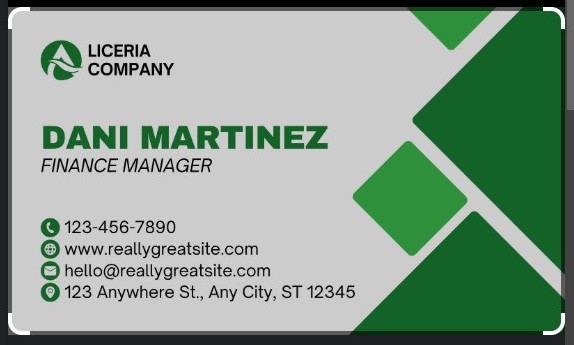 LICERIA
COMPANY
DANI MARTINEZ
FINANCE MANAGER
123-456-7890
www.reallygreatsite.com
hello@reallygreatsite.com
123 Anywhere St., Any City, ST 12345